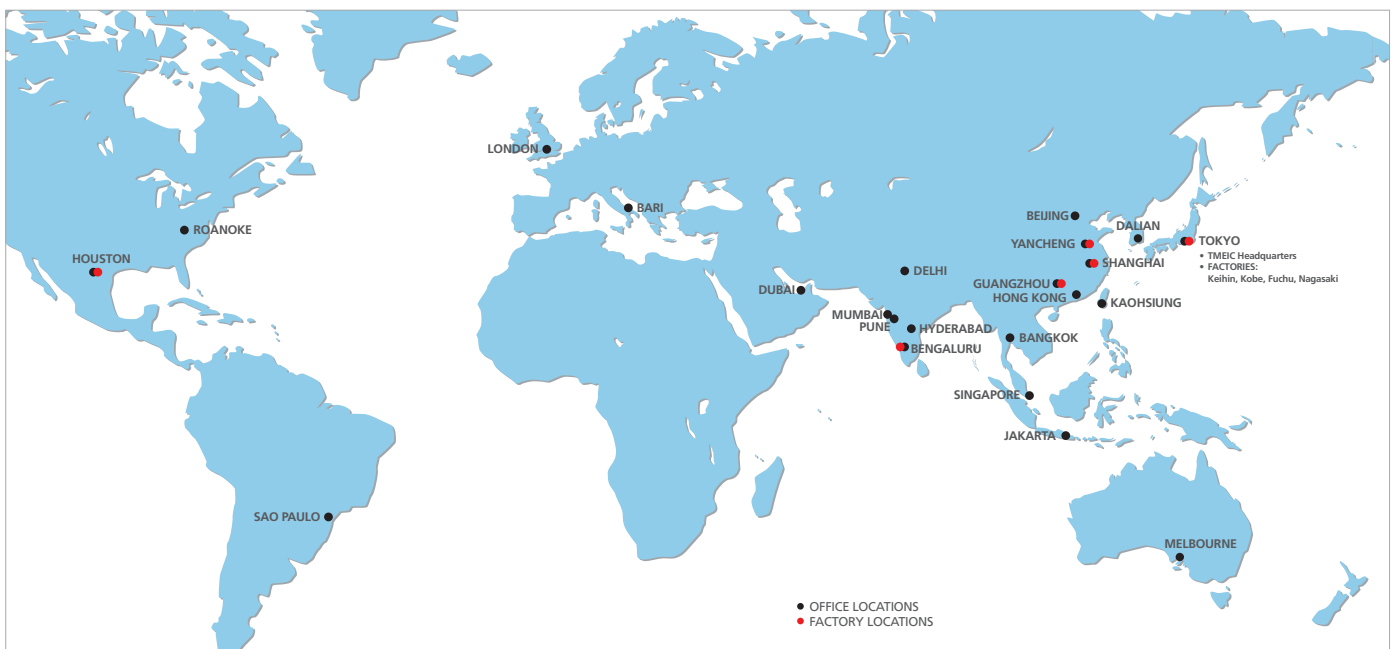 LONDON
BARI
ROANOKE
HOUSTON
BEIJING
DALIAN
YANCHENG
TOKYO
• TMEIC Headquarters
• FACTORIES:
Keihin, Kobe, Fuchu, Nagasaki
SHANGHAI
DELHI
GUANGZHOU
DUBAI
HONG KONG
KAOHSIUNG
MUMBAI
PUNE
HYDERABAD
BANGKOK
BENGALURU
SINGAPORE
JAKARTA
SAO PAULO
MELBOURNE
OFFICE LOCATIONS
FACTORY LOCATIONS